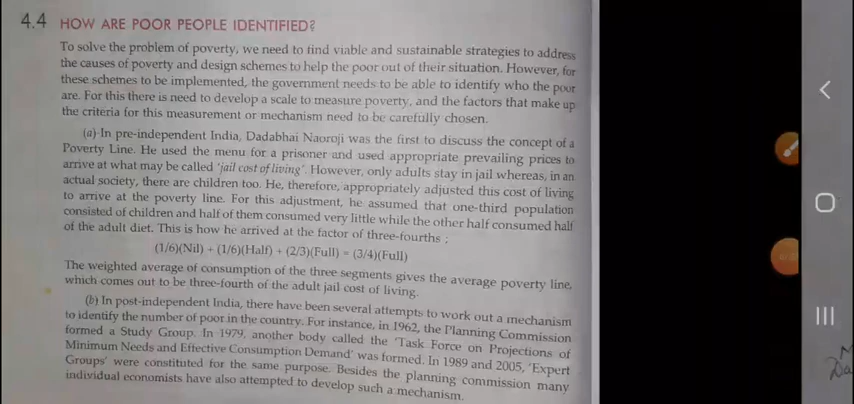 4.4 HOW ARE POOR PEOPLE IDENTIFIED?
To solve the problem of poverty, we need to find viable and sustainable strategies to address
the causes of poverty and design schemes to help the poor out of their situation. However, for
these schemes to be implemented, the government needs to be able to identify who the poor
are. For this there is need to develop a scale to measure poverty, and the factors that make up
the criteria for this measurement or mechanism need to be carefully chosen.
(a) In pre-independent India, Dadabhai Naoroji was the first to discuss the concept of a
Poverty Line. He used the menu for a prisoner and used appropriate prevailing prices to
arrive at what may be called 'jail cost of living'. However, only adults stay in jail whereas, in an
actual society, there are children too. He, therefore, appropriately adjusted this cost of living
to arrive at the poverty line. For this adjustment, he assumed that one-third population
consisted of children and half of them consumed very little while the other half consumed half
of the adult diet. This is how he arrived at the factor of three-fourths ;
(1/6)(Nil) + (1/6)(Half) + (2/3)(Full) = (3/4)(Full)
The weighted average of consumption of the three segments gives the average poverty line,
which comes out to be three-fourth of the adult jail cost of living.
(b) In post-independent India, there have been several attempts to work out a mechanism
to identify the number of poor in the country. For instance, in 1962, the Planning Commission
formed a Study Group. In 1979, another body called the 'Task Force on Projections of
Minimum Needs and Effective Consumption Demand' was formed. In 1989 and 2005, 'Expert
Groups' were constituted for the same purpose. Besides the planning commission many
individual economists have also attempted to develop such a mechanism.